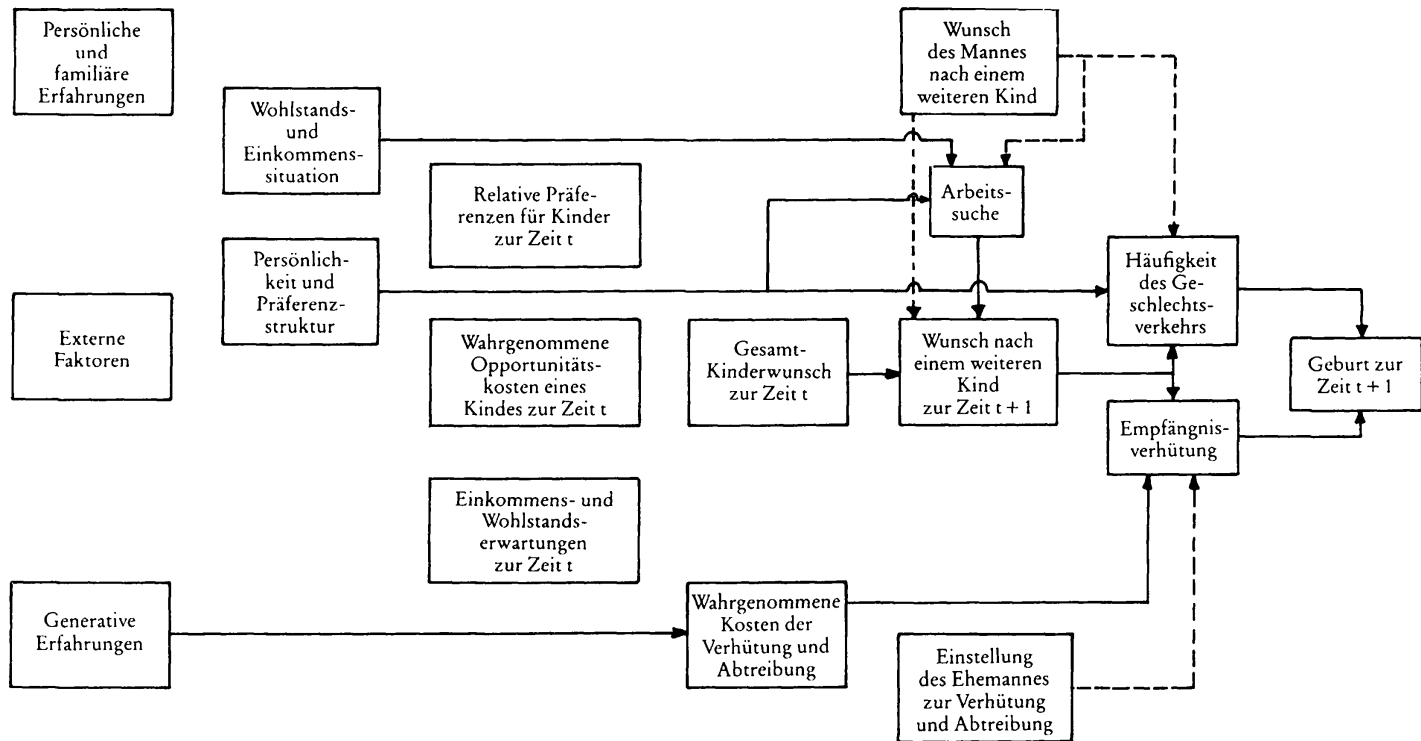 Persönliche
und
familiäre
Erfahrungen
Wunsch
des Mannes
nach einem
weiteren Kind
Wohlstands-
und
Einkommens-
situation
Relative Präfe-
renzen für Kinder
zur Zeit t
Arbeits-
suche
Persönlich-
keit und
Präferenz-
struktur
Häufigkeit
des Ge-
schlechts-
verkehrs
Externe
Faktoren
Wahrgenommene
Opportunitäts-
kosten eines
Kindes zur Zeit t
Gesamt-
Kinderwunsch
zur Zeit t
Wunsch nach
einem weiteren
Kind
zur Zeit t + 1
Geburt zur
Zeit t + 1
Empfängnis-
verhütung
Einkommens- und
Wohlstands-
erwartungen
zur Zeit t
Generative
Erfahrungen
Wahrgenommene
Kosten der
Verhütung und
Abtreibung
Einstellung
des Ehemannes
zur Verhütung
und Abtreibung